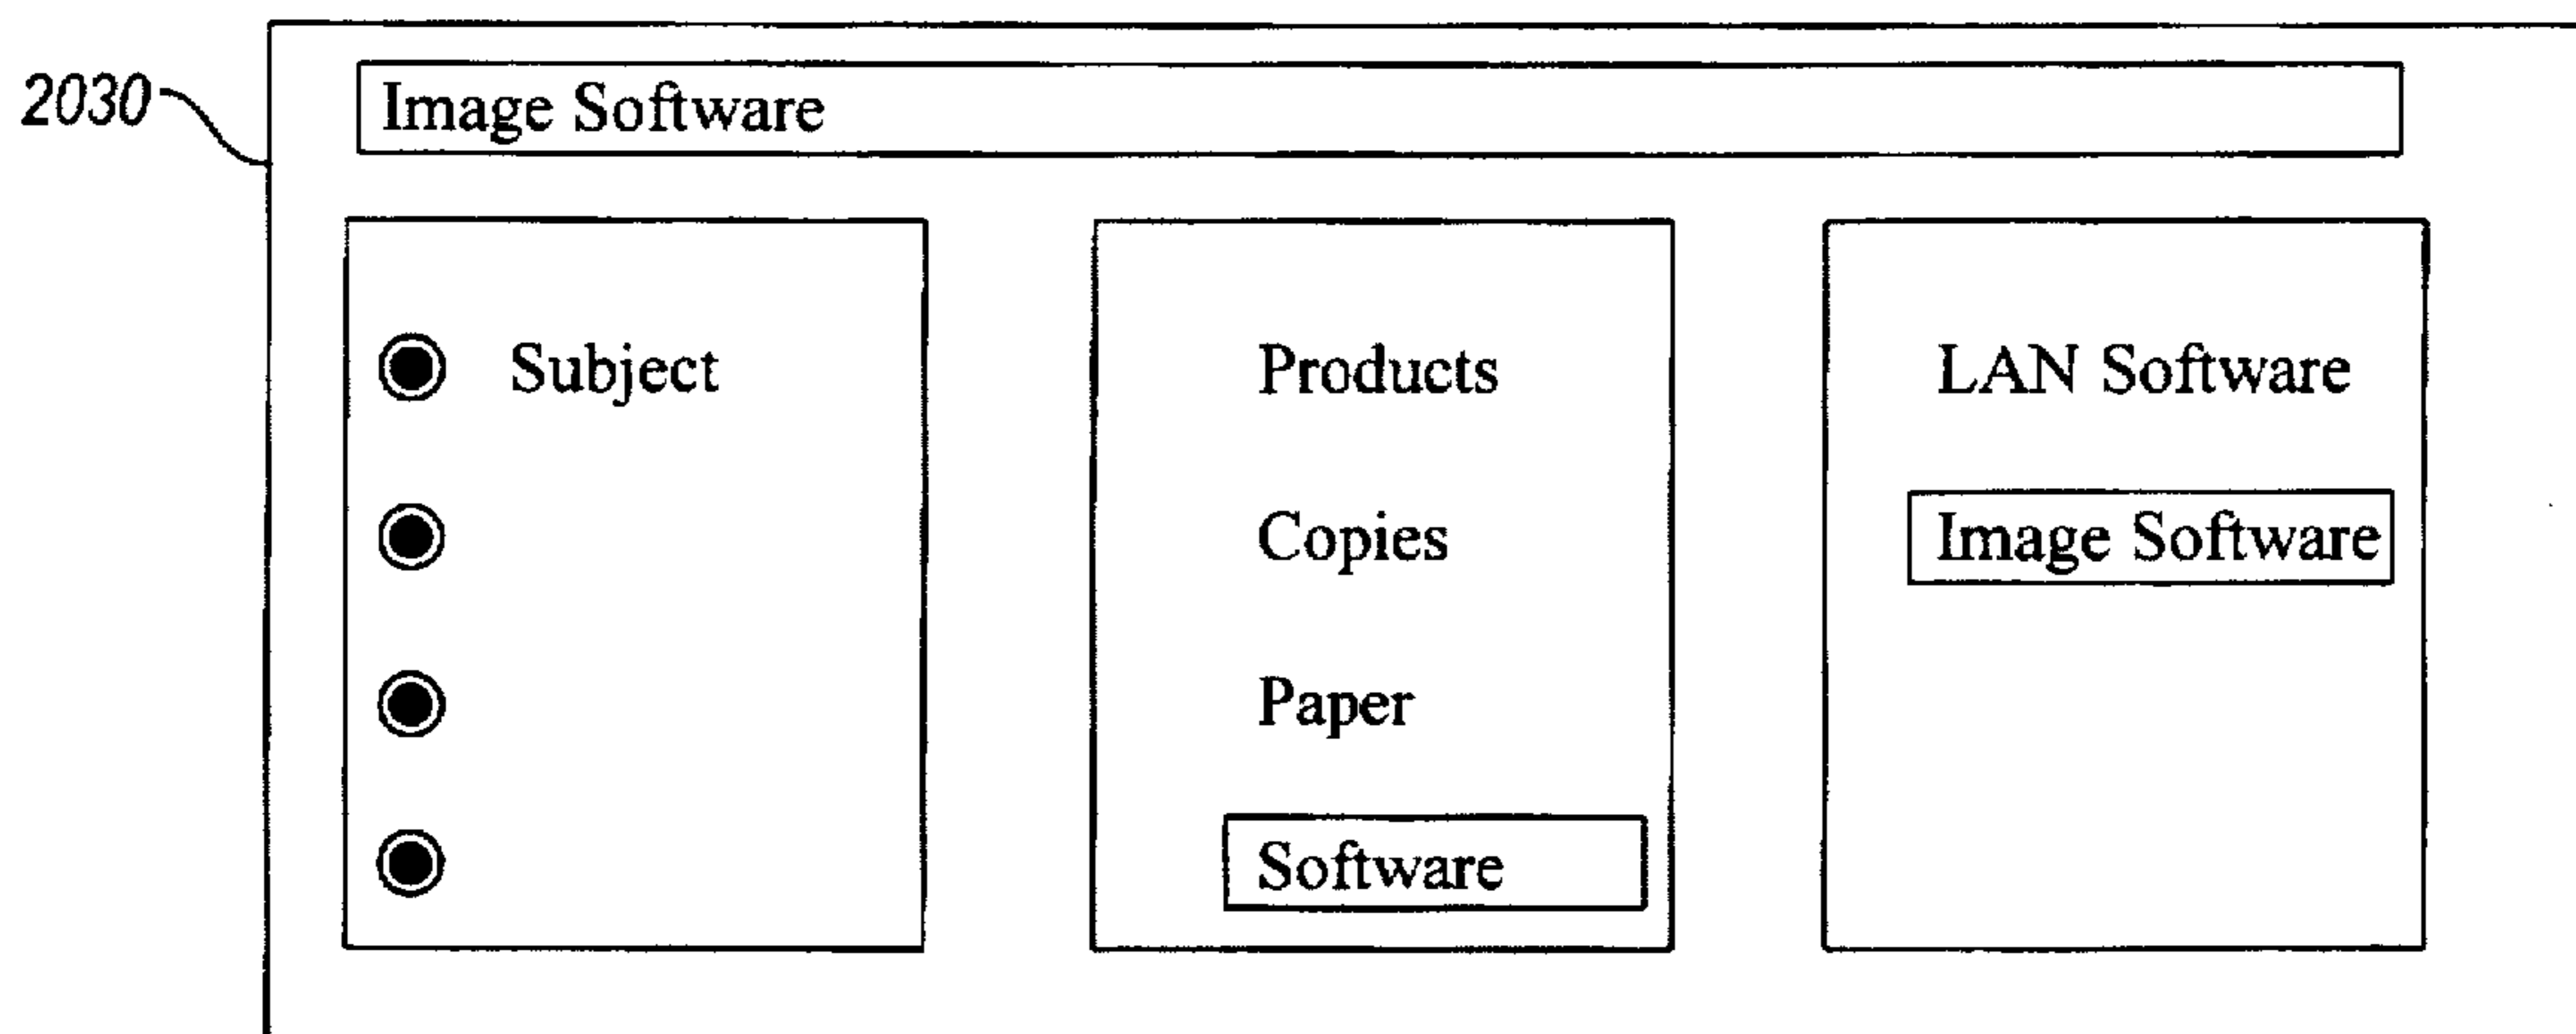 2030
Image Software
Subject
Products
Copies
Paper
Software
LAN Software
Image Software